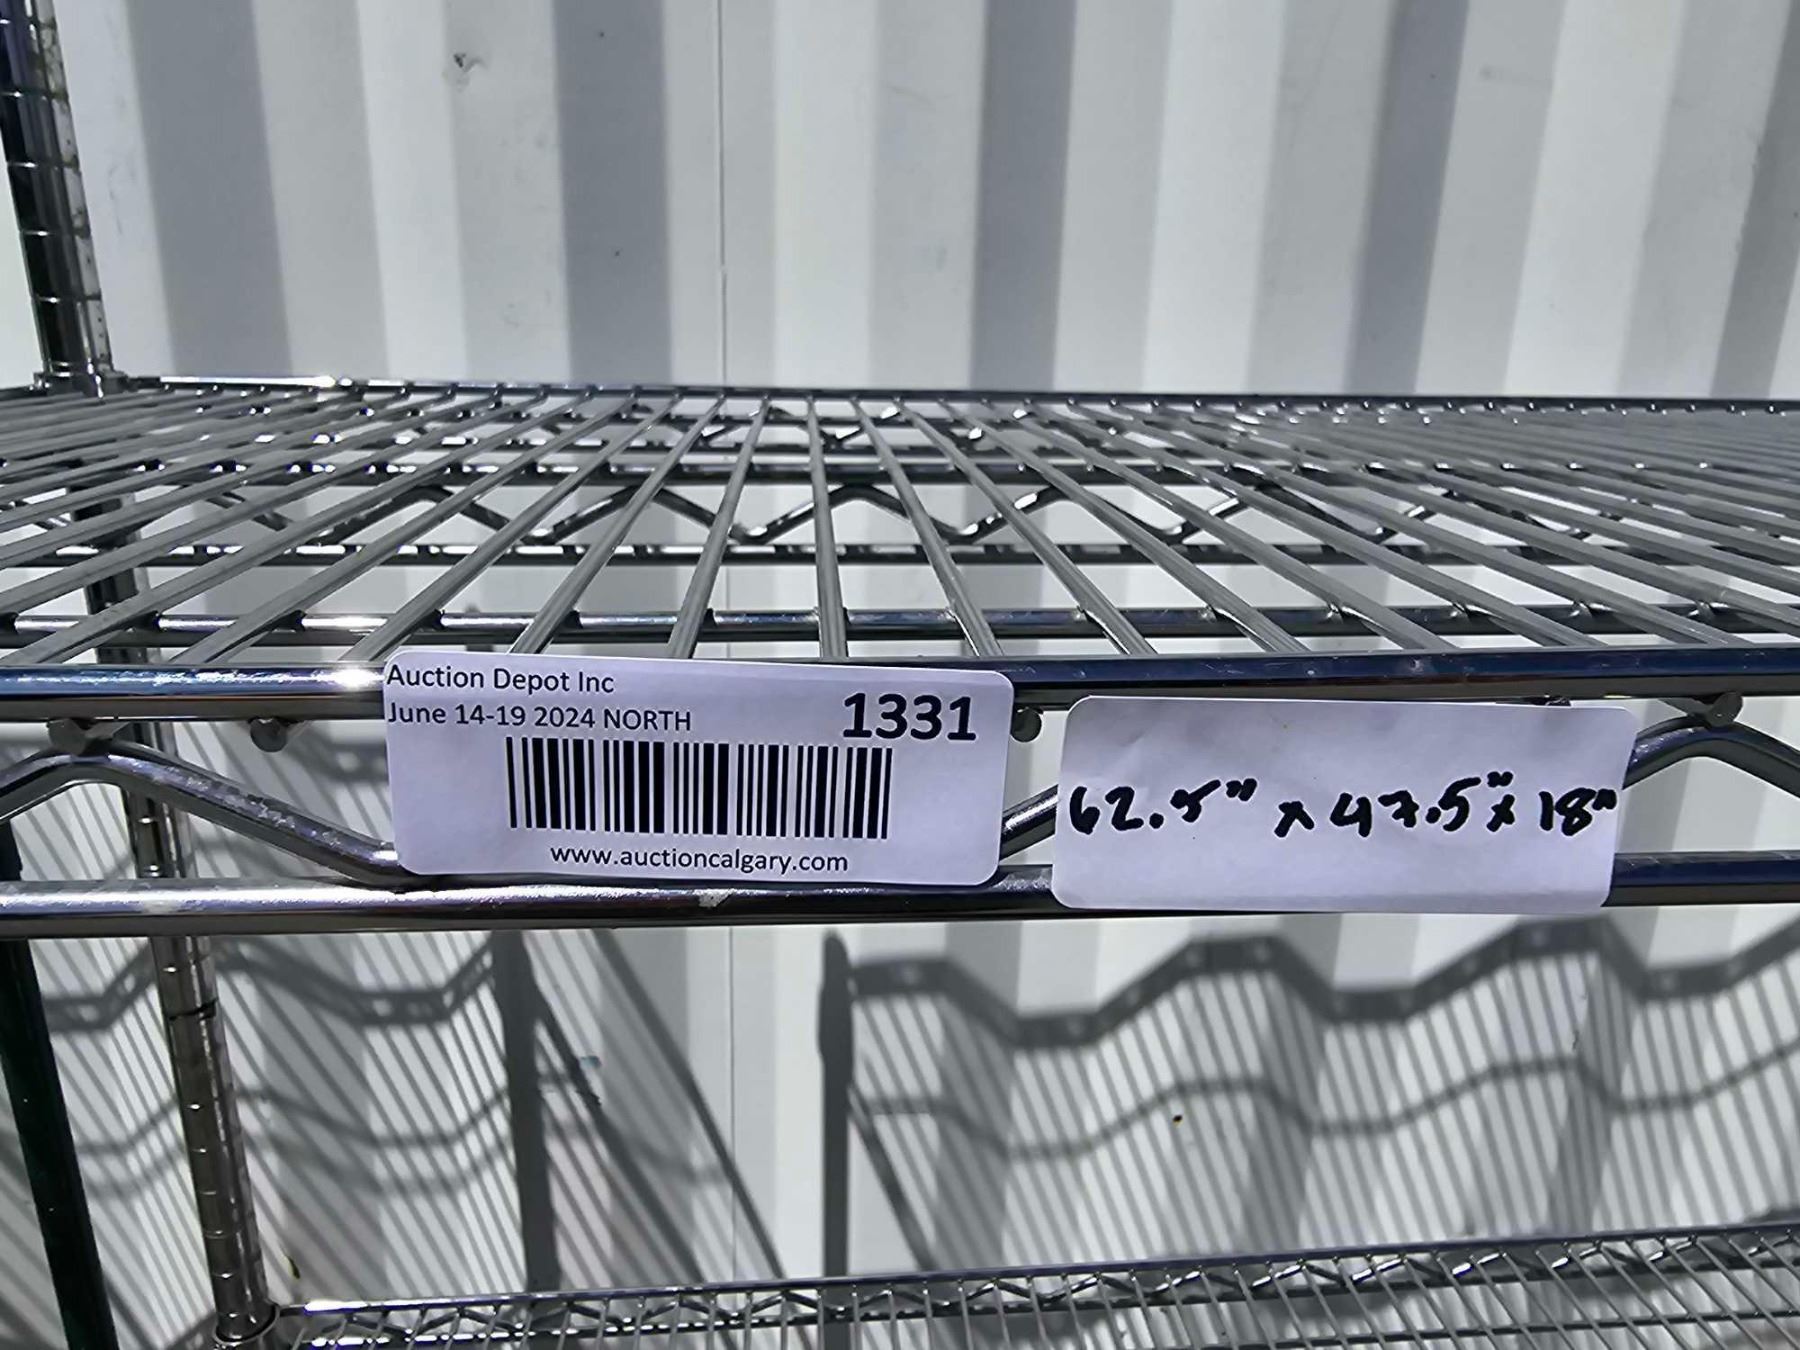 Auction Depot Inc
June 14-19 2024 NORTH
1331
www.auctioncalgary.com
62.5" x 47.5" x 18"